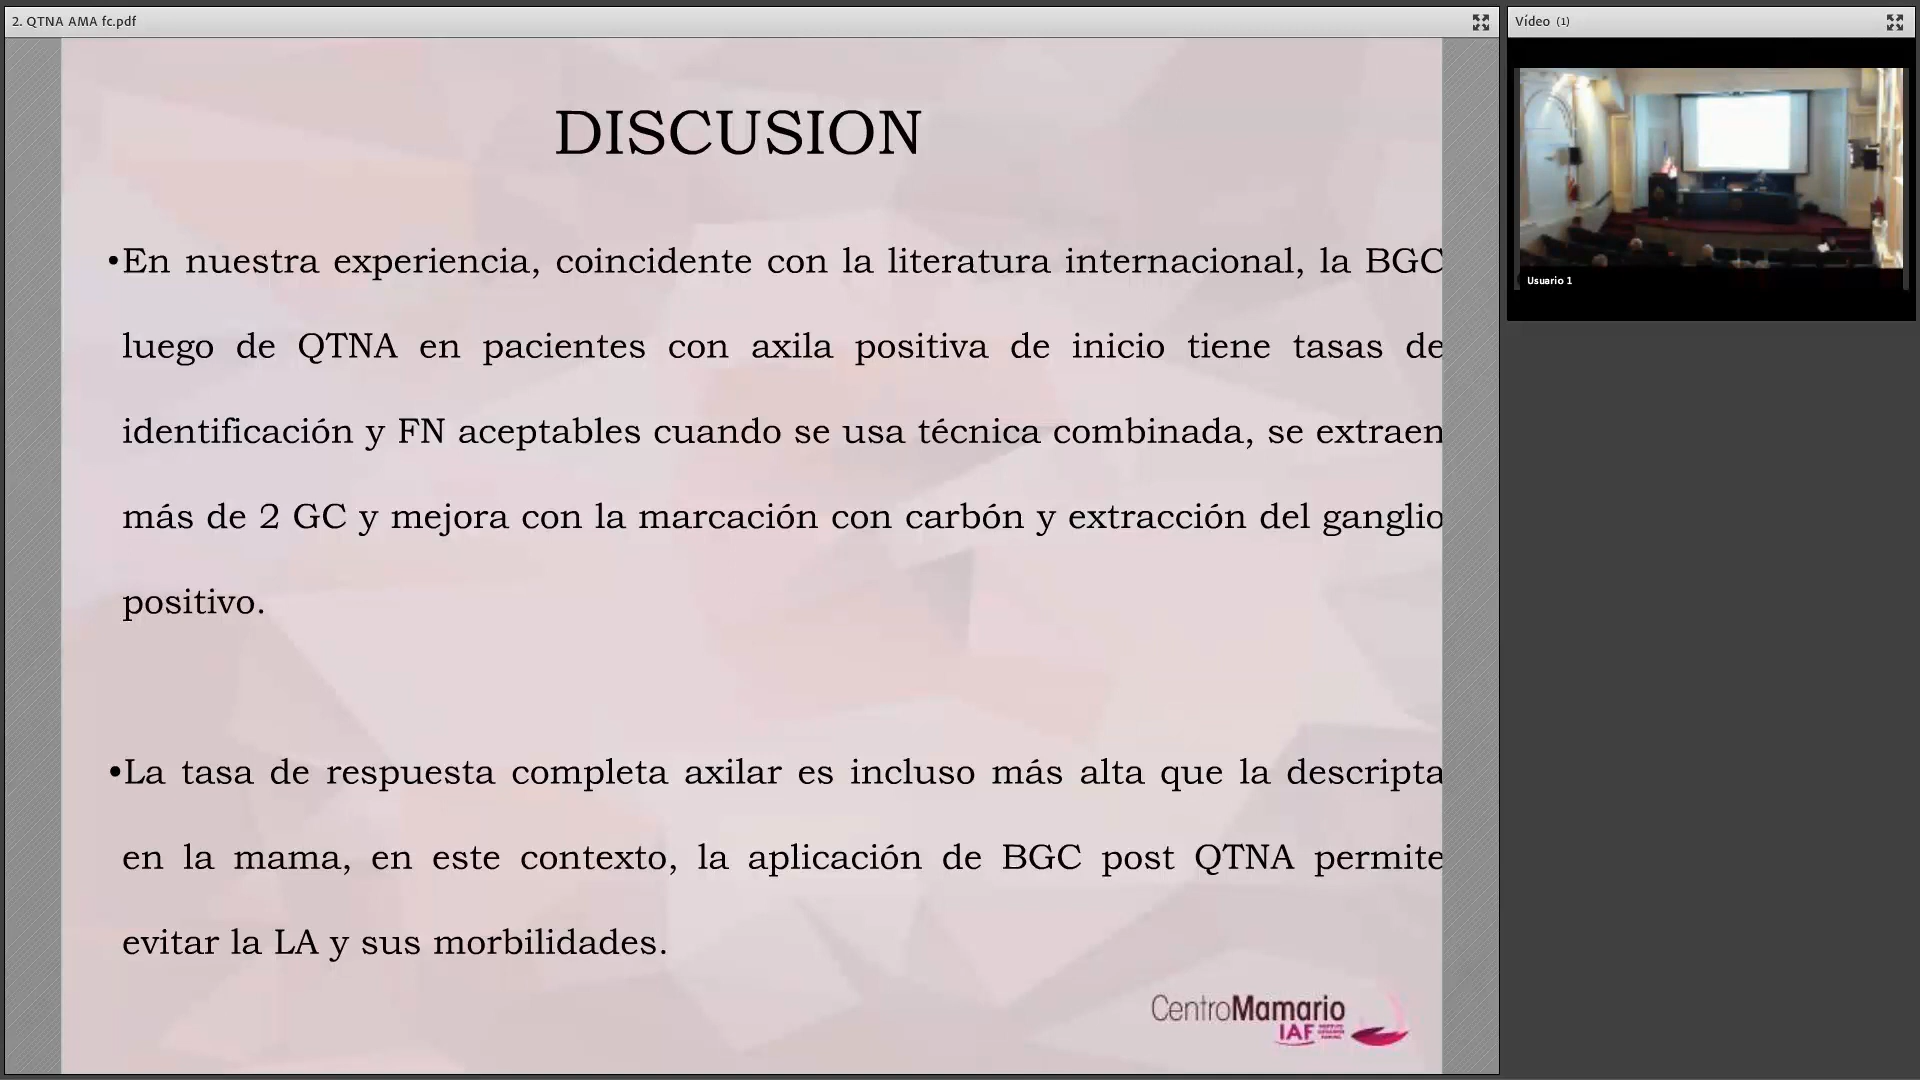 2. QTNA AMA fc.pdf
Vídeo (1)
DISCUSION
•En nuestra experiencia, coincidente con la literatura internacional, la BGC
luego de QTNA en pacientes con axila positiva de inicio tiene tasas de
identificación y FN aceptables cuando se usa técnica combinada, se extraen
más de 2 GC y mejora con la marcación con carbón y extracción del ganglio
positivo.
•La tasa de respuesta completa axilar es incluso más alta que la descripta
en la mama, en este contexto, la aplicación de BGC post QTNA permite
evitar la LA y sus morbilidades.
CentroMamario
IAF
Usuario 1